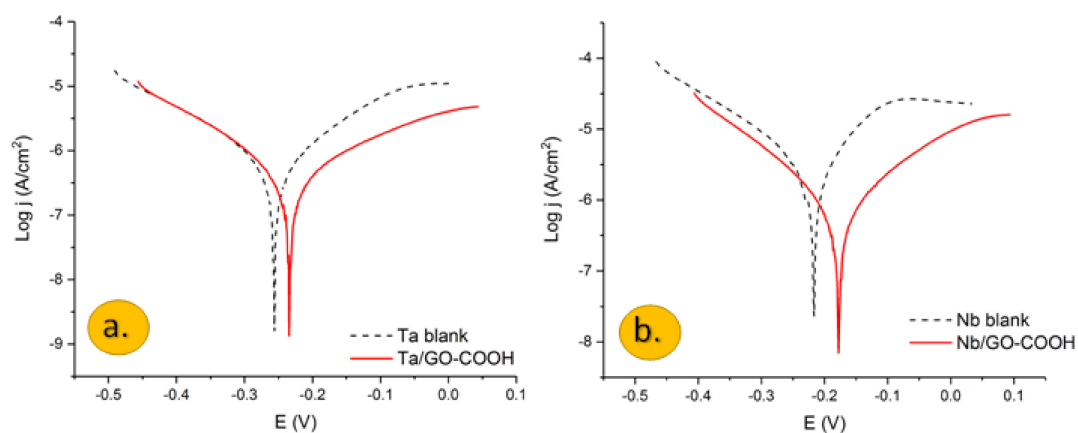 -4
-5
-6
-7
-8
-9
Log j (A/cm²)
a.
Ta blank
Ta/GO-COOH
-0.5 -0.4 -0.3 -0.2 -0.1 0.0 0.1
E (V)
-4
-5
-6
-7
-8
Log j (A/cm²)
b.
Nb blank
Nb/GO-COOH
-0.5 -0.4 -0.3 -0.2 -0.1 0.0 0.1
E (V)